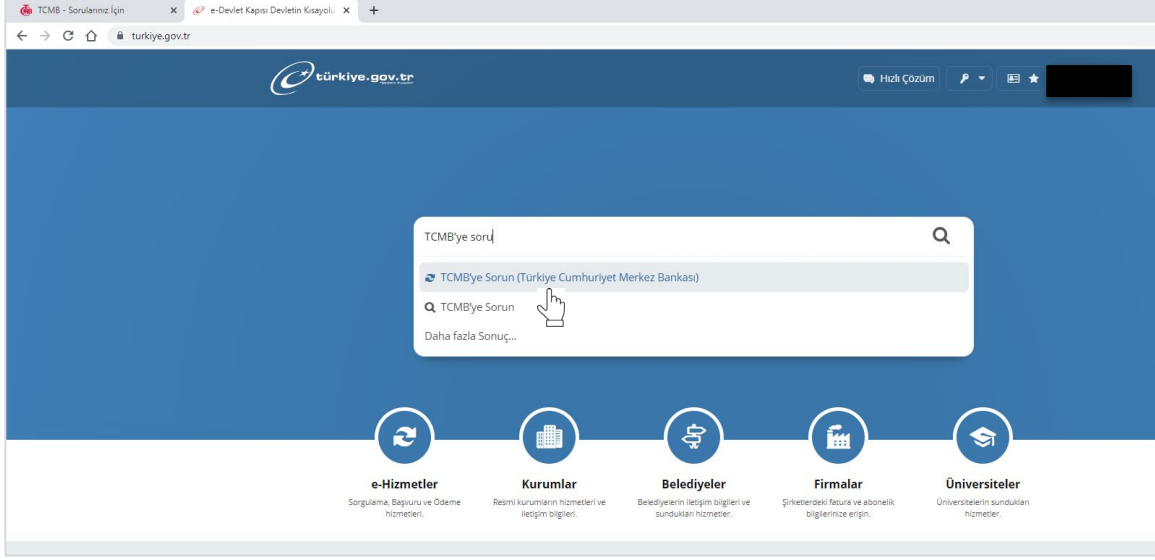 TCMB - Sorularınız İçin
e-Devlet Kapısı Devletin Kısayolu
turkiye.gov.tr
türkiye.gov.tr
Hızlı Çözüm
TCMB'ye soru
TCMB'ye Sorun (Türkiye Cumhuriyet Merkez Bankası)
TCMB'ye Sorun
Daha fazla Sonuç...
e-Hizmetler
Sorgulama, Başvuru ve Ödeme
hizmetleri.
Kurumlar
Resmi kurumların hizmetleri ve
iletişim bilgileri.
Belediyeler
Belediyelerin iletişim bilgileri ve
sundukları hizmetler.
Firmalar
Şirketlerdeki fatura ve abonelik
bilgilerinize erişin.
Üniversiteler
Üniversitelerin sundukları
hizmetler.